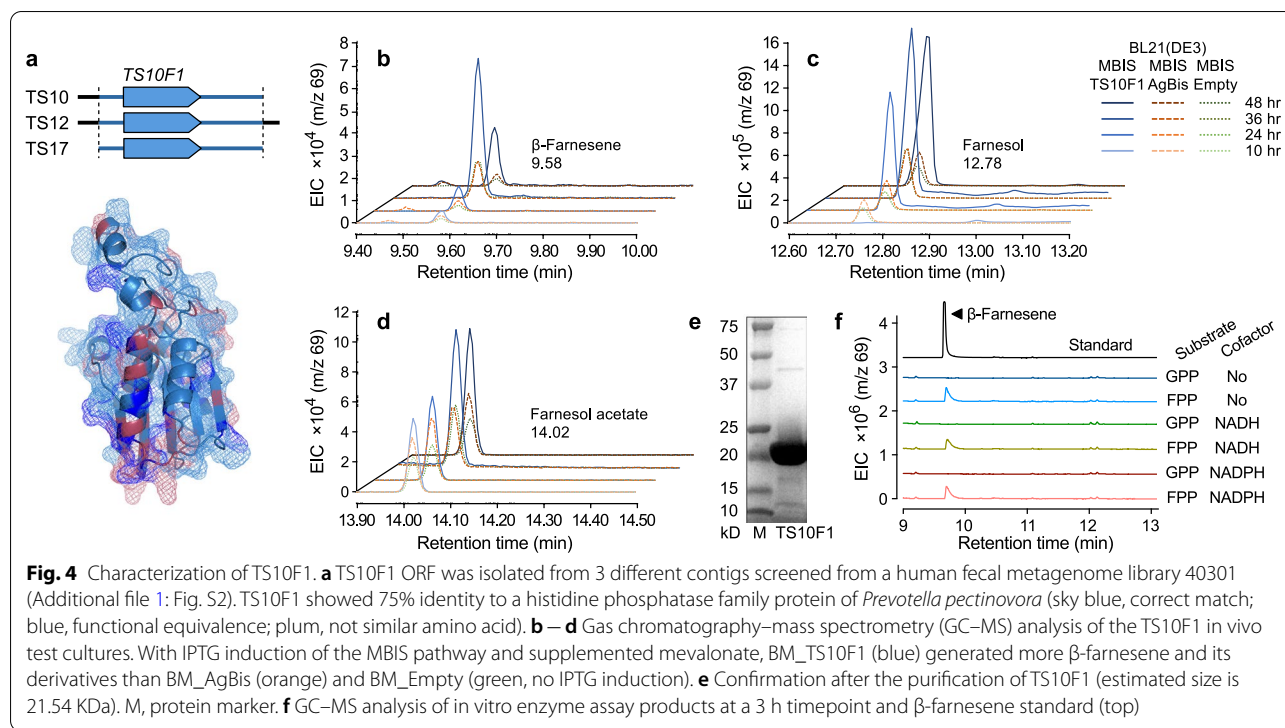 a
TS10F1
TS10
TS12
TS17
b
EIC ×10⁴ (m/z 69)
8
7
6
5
4
3
2
1
0
β-Farnesene
9.58
9.40 9.50 9.60 9.70 9.80 9.90 10.00
Retention time (min)
c
EIC ×10⁵ (m/z 69)
16
14
12
10
8
6
4
2
0
Farnesol
12.78
12.60 12.70 12.80 12.90 13.00 13.10 13.20
Retention time (min)
BL21(DE3)
MBIS MBIS MBIS
TS10F1 AgBis Empty
48 hr
36 hr
24 hr
10 hr
d
EIC ×10⁴ (m/z 69)
12
10
8
6
4
2
0
Farnesol acetate
14.02
13.90 14.00 14.10 14.20 14.30 14.40 14.50
Retention time (min)
e
75
50
37
25
20
15
10
kD M TS10F1
f
EIC ×10⁶ (m/z 69)
4
3
2
1
0
β-Farnesene
Standard
Substrate Cofactor
GPP No
FPP No
GPP NADH
FPP NADH
GPP NADPH
FPP NADPH
9 10 11 12 13
Retention time (min)
Fig. 4 Characterization of TS10F1. a TS10F1 ORF was isolated from 3 different contigs screened from a human fecal metagenome library 40301
(Additional file 1: Fig. S2). TS10F1 showed 75% identity to a histidine phosphatase family protein of Prevotella pectinovora (sky blue, correct match;
blue, functional equivalence; plum, not similar amino acid). b – d Gas chromatography–mass spectrometry (GC–MS) analysis of the TS10F1 in vivo
test cultures. With IPTG induction of the MBIS pathway and supplemented mevalonate, BM_TS10F1 (blue) generated more β-farnesene and its
derivatives than BM_AgBis (orange) and BM_Empty (green, no IPTG induction). e Confirmation after the purification of TS10F1 (estimated size is
21.54 KDa). M, protein marker. f GC–MS analysis of in vitro enzyme assay products at a 3 h timepoint and β-farnesene standard (top)